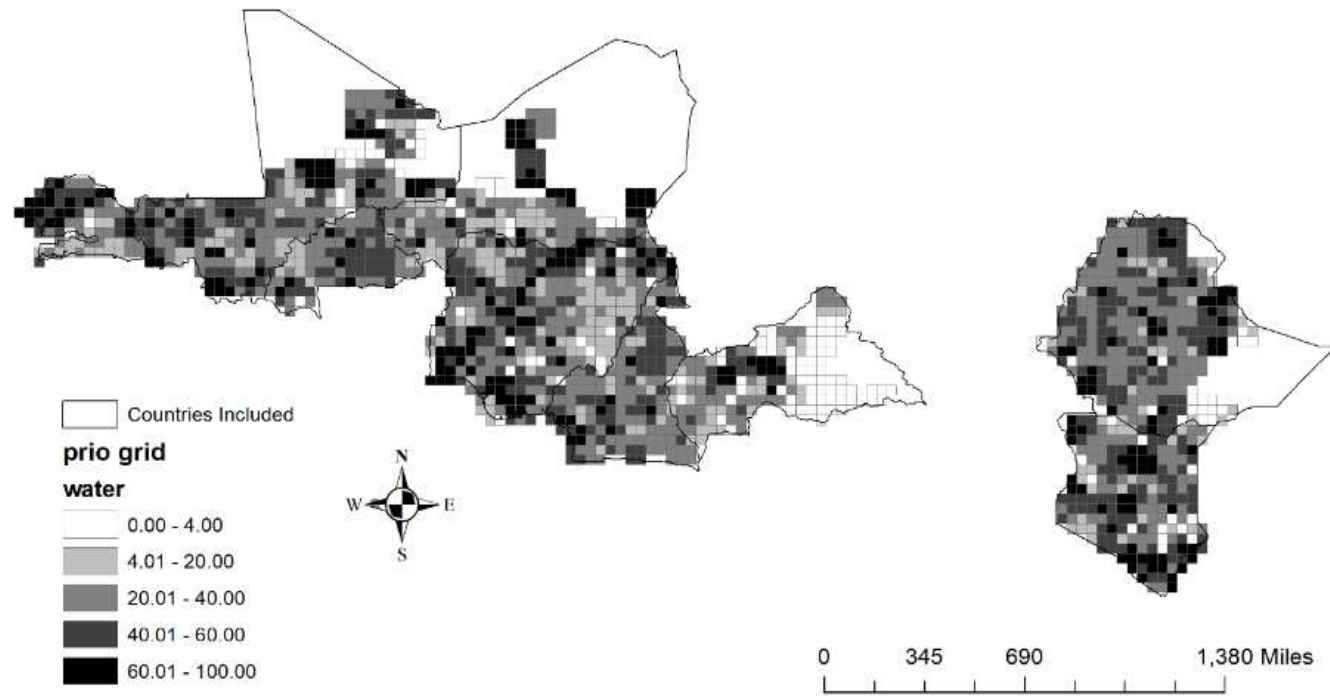 Countries Included
prio grid
water
0.00 - 4.00
4.01 - 20.00
20.01 - 40.00
40.01 - 60.00
60.01 - 100.00
N
W E
S
0 345 690 1,380 Miles